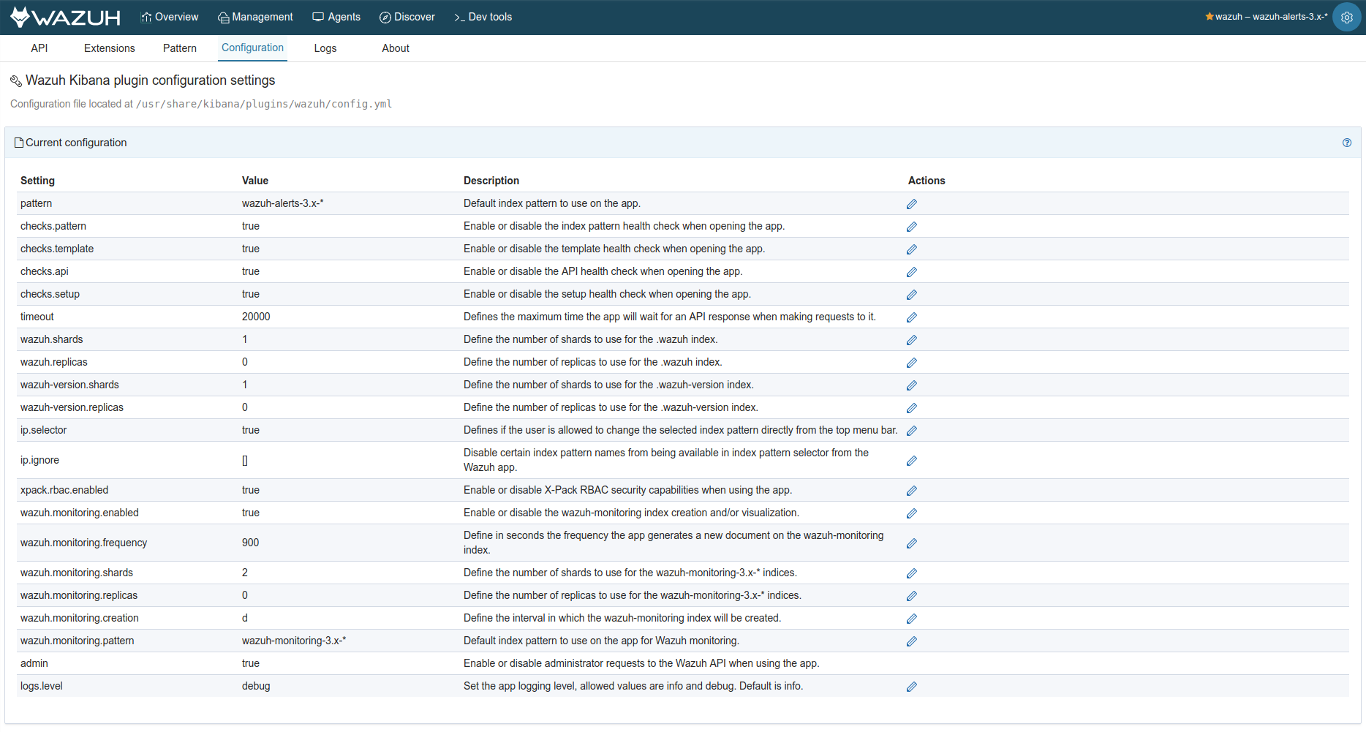 WAZUH Overview Management Agents Discover >_ Dev tools wazuh – wazuh-alerts-3.x-*
API Extensions Pattern Configuration Logs About
Wazuh Kibana plugin configuration settings
Configuration file located at /usr/share/kibana/plugins/wazuh/config.yml
Current configuration
Setting Value Description Actions
pattern wazuh-alerts-3.x-* Default index pattern to use on the app.
checks.pattern true Enable or disable the index pattern health check when opening the app.
checks.template true Enable or disable the template health check when opening the app.
checks.api true Enable or disable the API health check when opening the app.
checks.setup true Enable or disable the setup health check when opening the app.
timeout 20000 Defines the maximum time the app will wait for an API response when making requests to it.
wazuh.shards 1 Define the number of shards to use for the .wazuh index.
wazuh.replicas 0 Define the number of replicas to use for the .wazuh index.
wazuh-version.shards 1 Define the number of shards to use for the .wazuh-version index.
wazuh-version.replicas 0 Define the number of replicas to use for the .wazuh-version index.
ip.selector true Defines if the user is allowed to change the selected index pattern directly from the top menu bar.
ip.ignore [] Disable certain index pattern names from being available in index pattern selector from the
Wazuh app.
xpack.rbac.enabled true Enable or disable X-Pack RBAC security capabilities when using the app.
wazuh.monitoring.enabled true Enable or disable the wazuh-monitoring index creation and/or visualization.
wazuh.monitoring.frequency 900 Define in seconds the frequency the app generates a new document on the wazuh-monitoring
index.
wazuh.monitoring.shards 2 Define the number of shards to use for the wazuh-monitoring-3.x-* indices.
wazuh.monitoring.replicas 0 Define the number of replicas to use for the wazuh-monitoring-3.x-* indices.
wazuh.monitoring.creation d Define the interval in which the wazuh-monitoring index will be created.
wazuh.monitoring.pattern wazuh-monitoring-3.x-* Default index pattern to use on the app for Wazuh monitoring.
admin true Enable or disable administrator requests to the Wazuh API when using the app.
logs.level debug Set the app logging level, allowed values are info and debug. Default is info.